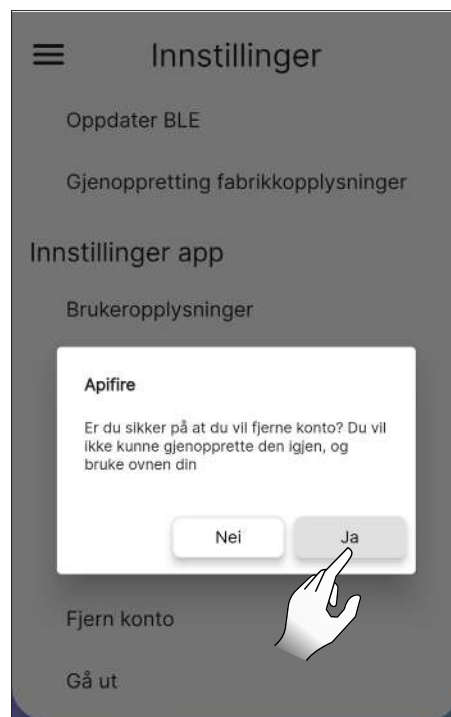 Innstillinger
Oppdater BLE
Gjenoppretting fabrikkopplysninger
Innstillinger app
Brukeropplysninger
Apifire
Er du sikker på at du vil fjerne konto? Du vil
ikke kunne gjenopprette den igjen, og
bruke ovnen din
Nei
Ja
Fjern konto
Gå ut